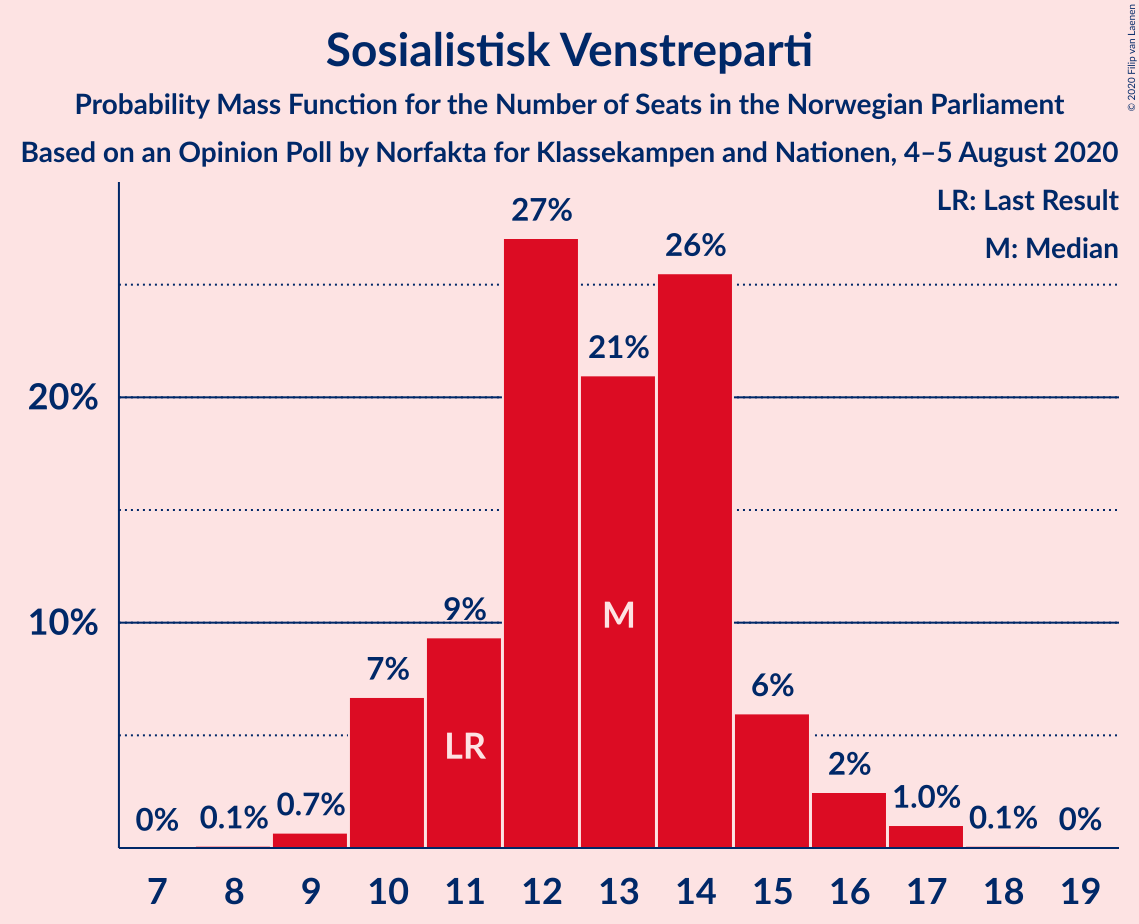 © 2020 Filip van Laenen
Sosialistisk Venstreparti
Probability Mass Function for the Number of Seats in the Norwegian Parliament
Based on an Opinion Poll by Norfakta for Klassekampen and Nationen, 4–5 August 2020
LR: Last Result
M: Median
27%
26%
21%
20%
10%
9%
7%
6%
2%
1.0%
0.7%
0%
0.1%
0.1%
0%
M
LR
7 8 9 10 11 12 13 14 15 16 17 18 19